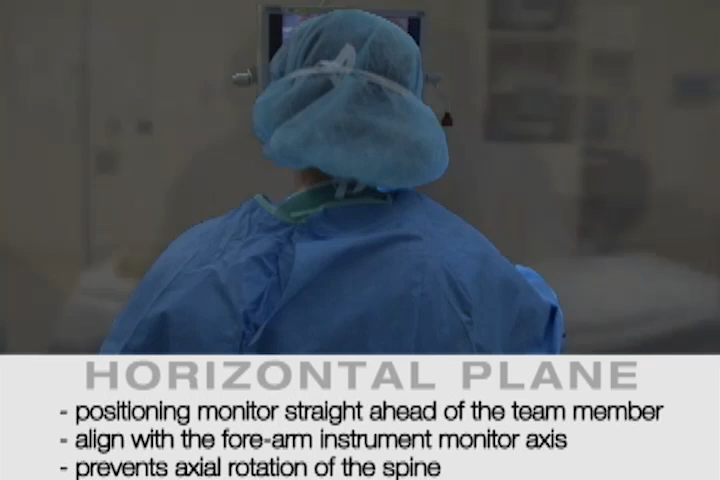 HORIZONTAL PLANE
- positioning monitor straight ahead of the team member
- align with the fore-arm instrument monitor axis
- prevents axial rotation of the spine